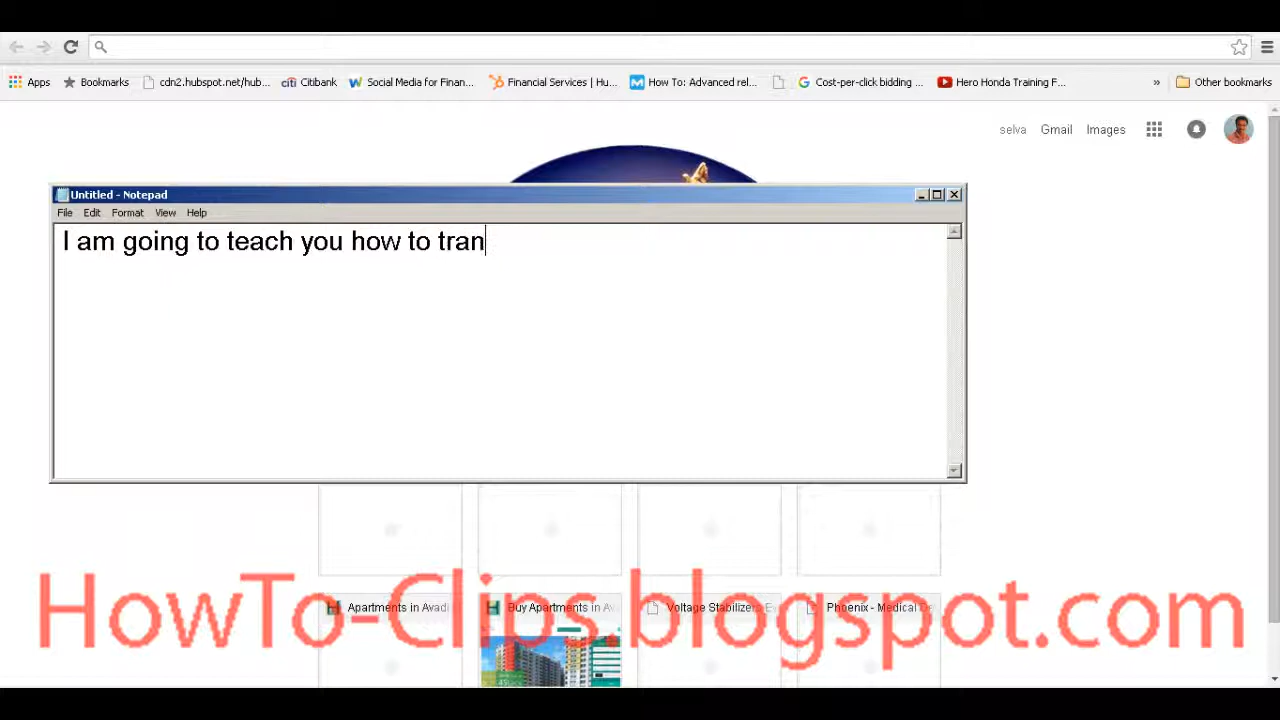 Apps Bookmarks cdn2.hubspot.net/hub... Citibank Social Media for Finan... Financial Services | Hu... How To: Advanced rel... Cost-per-click bidding ... Hero Honda Training F... » Other bookmarks
selva Gmail Images
Untitled - Notepad
File Edit Format View Help
I am going to teach you how to tran
Apartments in Avadi Buy Apartments in Av Voltage Stabilizers Phoenix - Medical
HowTo-Clips.blogspot.com